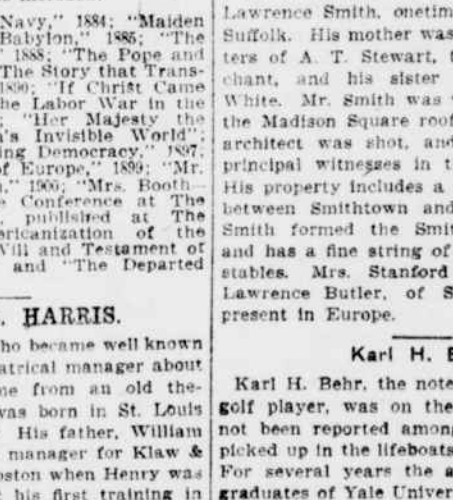 Navy," 1884; "Maiden
Babylon," 1885; "The
1888; "The Pope and
The Story that Trans-
1890; "If Christ Came
he Labor War in the
; "Her Majesty the
's Invisible World";
ing Democracy," 1897;
of Europe," 1899; "Mr.
," 1900; "Mrs. Booth—
e Conference at The
, published at The
ericanization of the
Will and Testament of
and "The Departed
. HARRIS.
ho became well known
atrical manager about
me from an old the-
was born in St. Louis
His father, William
manager for Klaw &
oston when Henry was
his first training in
Lawrence Smith, onetim
Suffolk. His mother was
ters of A. T. Stewart, t
chant, and his sister
White. Mr. Smith was
the Madison Square roof
architect was shot, and
principal witnesses in t
His property includes a
between Smithtown and
Smith formed the Smit
and has a fine string of
stables. Mrs. Stanford
Lawrence Butler, of S
present in Europe.
Karl H. B
Karl H. Behr, the note
golf player, was on the
not been reported among
picked up in the lifeboats
For several years the a
graduates of Yale Univer